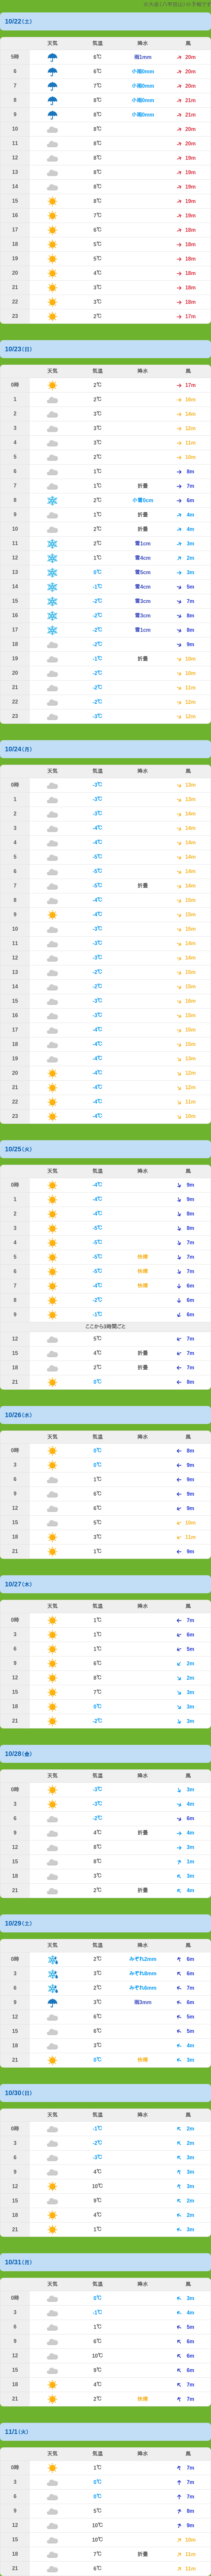 10/22(土)
天気 気温 降水 風
5時 6℃ 雨1mm 20m
6 6℃ 小雨0mm 20m
7 7℃ 小雨0mm 20m
8 8℃ 小雨0mm 21m
9 8℃ 小雨0mm 21m
10 8℃ 20m
11 8℃ 20m
12 8℃ 19m
13 8℃ 19m
14 8℃ 19m
15 8℃ 19m
16 7℃ 19m
17 6℃ 18m
18 5℃ 18m
19 5℃ 18m
20 4℃ 18m
21 3℃ 18m
22 3℃ 18m
23 2℃ 17m
10/23(日)
天気 気温 降水 風
0時 2℃ 17m
1 2℃ 16m
2 3℃ 14m
3 3℃ 12m
4 3℃ 11m
5 2℃ 10m
6 1℃ 8m
7 1℃ 折曇 7m
8 2℃ 小雪0cm 6m
9 1℃ 折曇 4m
10 2℃ 折曇 4m
11 2℃ 雪1cm 3m
12 1℃ 雪4cm 2m
13 0℃ 雪5cm 3m
14 -1℃ 雪4cm 5m
15 -2℃ 雪3cm 7m
16 -2℃ 雪3cm 8m
17 -2℃ 雪1cm 8m
18 -2℃ 9m
19 -1℃ 折曇 10m
20 -2℃ 10m
21 -2℃ 11m
22 -2℃ 12m
23 -3℃ 12m
10/24(月)
天気 気温 降水 風
0時 -3℃ 13m
1 -3℃ 13m
2 -3℃ 14m
3 -4℃ 14m
4 -4℃ 14m
5 -5℃ 14m
6 -5℃ 14m
7 -5℃ 折曇 14m
8 -4℃ 15m
9 -4℃ 15m
10 -3℃ 15m
11 -3℃ 14m
12 -3℃ 14m
13 -2℃ 15m
14 -2℃ 15m
15 -3℃ 16m
16 -3℃ 15m
17 -4℃ 15m
18 -4℃ 15m
19 -4℃ 13m
20 -4℃ 12m
21 -4℃ 12m
22 -4℃ 11m
23 -4℃ 10m
10/25(火)
天気 気温 降水 風
0時 -4℃ 9m
1 -4℃ 9m
2 -4℃ 8m
3 -5℃ 8m
4 -5℃ 7m
5 -5℃ 快晴 7m
6 -5℃ 快晴 7m
7 -4℃ 快晴 6m
8 -2℃ 6m
9 -1℃ 6m
ここから3時間ごと
12 5℃ 7m
15 4℃ 折曇 7m
18 2℃ 折曇 7m
21 0℃ 8m
10/26(水)
天気 気温 降水 風
0時 0℃ 8m
3 0℃ 9m
6 1℃ 9m
9 6℃ 9m
12 6℃ 9m
15 5℃ 10m
18 3℃ 11m
21 1℃ 9m
10/27(木)
天気 気温 降水 風
0時 1℃ 7m
3 1℃ 6m
6 1℃ 5m
9 6℃ 2m
12 8℃ 2m
15 7℃ 3m
18 0℃ 3m
21 -2℃ 3m
10/28(金)
天気 気温 降水 風
0時 -3℃ 3m
3 -3℃ 4m
6 -2℃ 6m
9 4℃ 折曇 4m
12 8℃ 3m
15 8℃ 1m
18 3℃ 3m
21 2℃ 折曇 4m
10/29(土)
天気 気温 降水 風
0時 2℃ みぞれ2mm 6m
3 3℃ みぞれ8mm 6m
6 2℃ みぞれ6mm 7m
9 3℃ 雨3mm 6m
12 6℃ 5m
15 6℃ 5m
18 3℃ 4m
21 0℃ 快晴 3m
10/30(日)
天気 気温 降水 風
0時 -1℃ 2m
3 -2℃ 2m
6 -3℃ 3m
9 4℃ 3m
12 10℃ 3m
15 9℃ 2m
18 4℃ 2m
21 1℃ 3m
10/31(月)
天気 気温 降水 風
0時 0℃ 3m
3 -1℃ 4m
6 1℃ 5m
9 6℃ 6m
12 10℃ 6m
15 9℃ 6m
18 4℃ 7m
21 2℃ 快晴 7m
11/1(火)
天気 気温 降水 風
0時 1℃ 7m
3 0℃ 7m
6 0℃ 7m
9 5℃ 8m
12 10℃ 9m
15 10℃ 10m
18 7℃ 折曇 11m
21 6℃ 11m